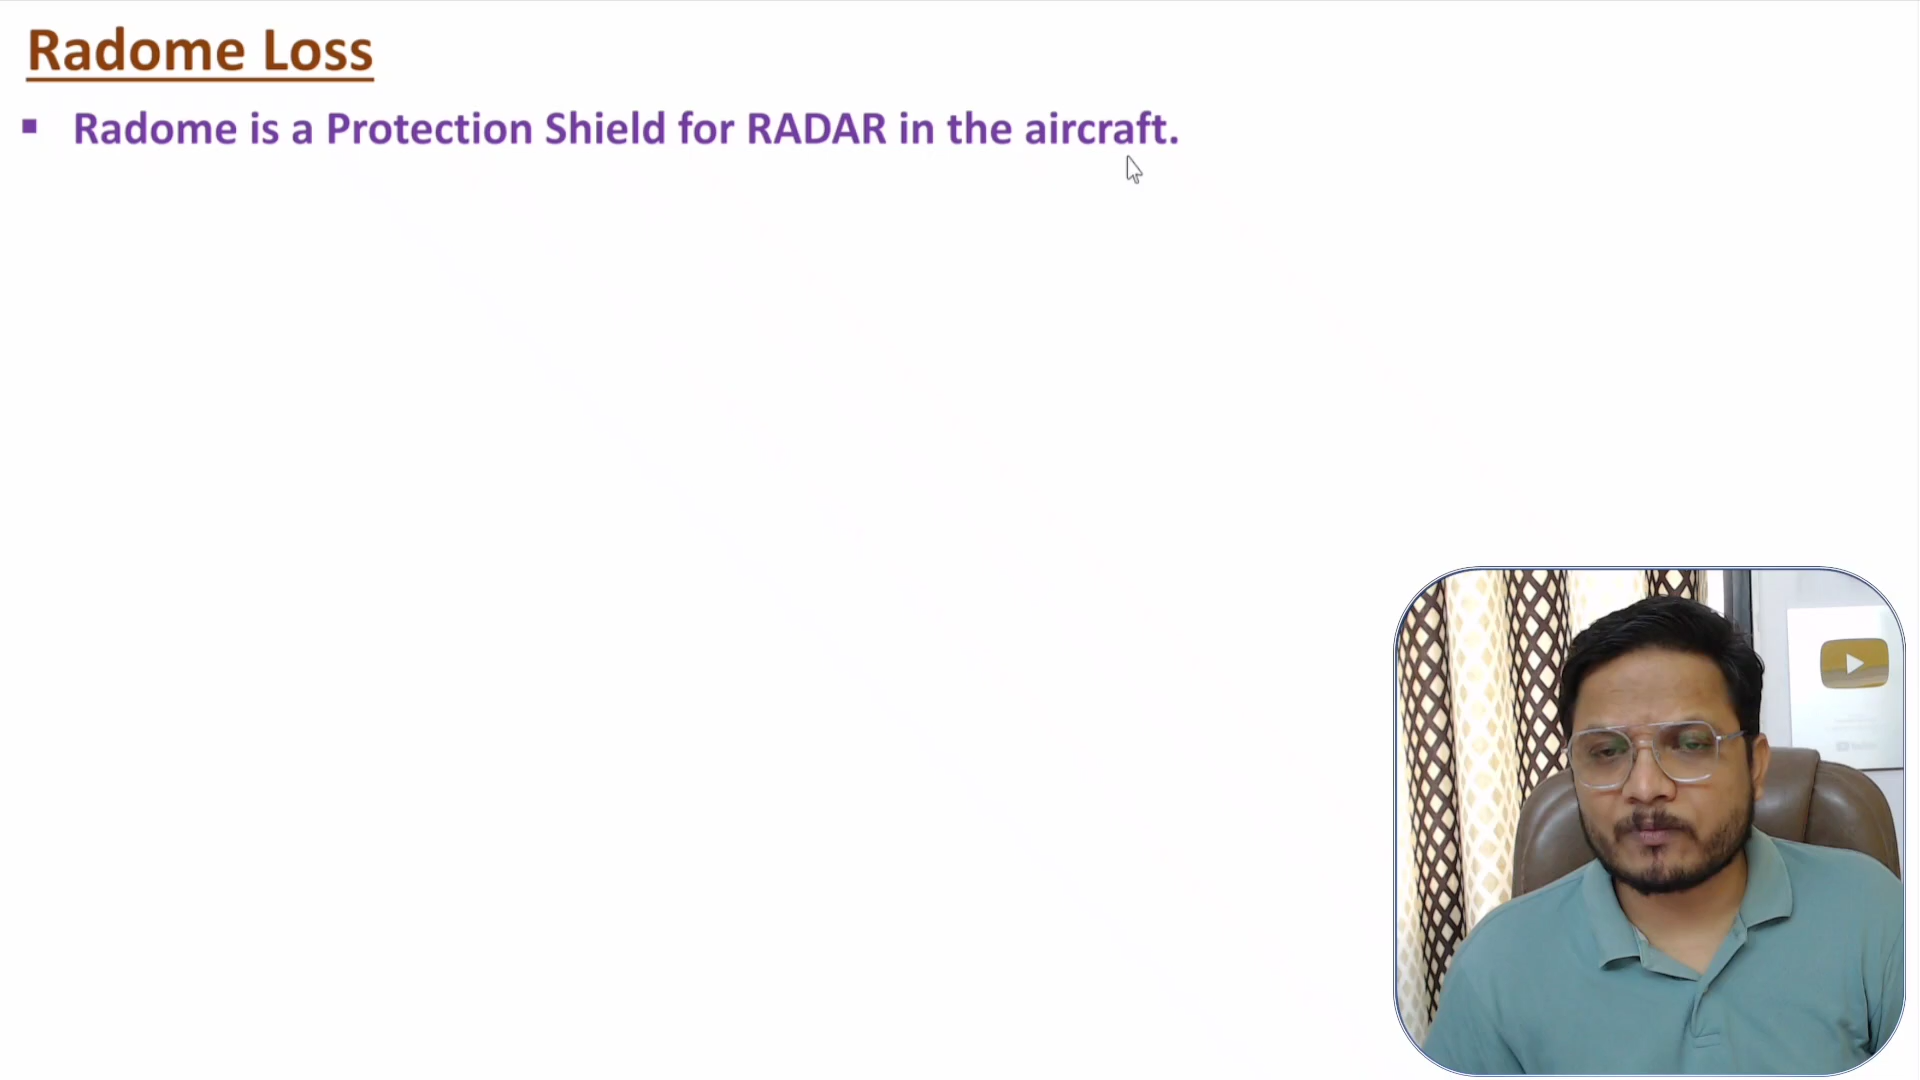 Radome Loss
▪ Radome is a Protection Shield for RADAR in the aircraft.